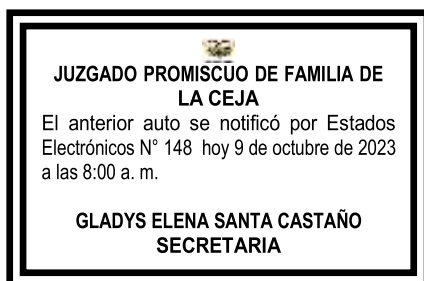 JUZGADO PROMISCUO DE FAMILIA DE
LA CEJA
El anterior auto se notificó por Estados
Electrónicos N° 148 hoy 9 de octubre de 2023
a las 8:00 a. m.
GLADYS ELENA SANTA CASTAÑO
SECRETARIA